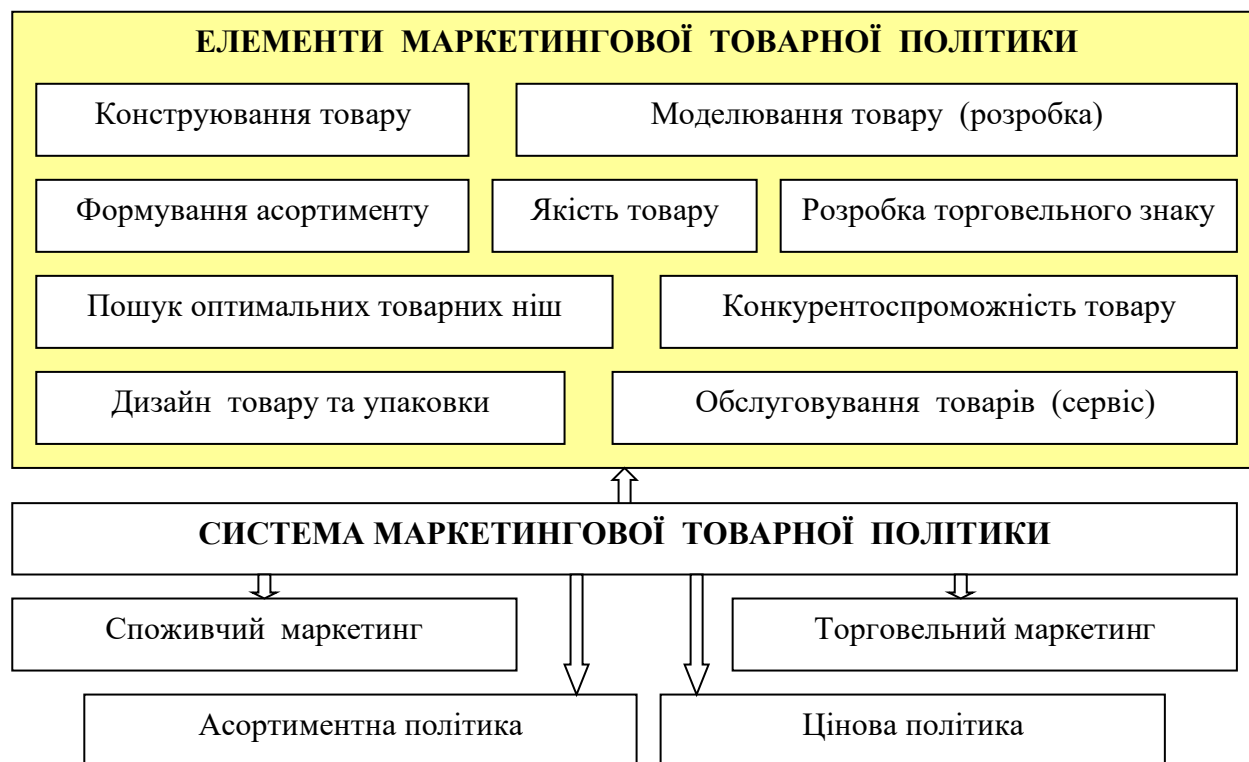 ЕЛЕМЕНТИ МАРКЕТИНГОВОЇ ТОВАРНОЇ ПОЛІТИКИ
Конструювання товару
Моделювання товару (розробка)
Формування асортименту
Якість товару
Розробка торговельного знаку
Пошук оптимальних товарних ніш
Конкурентоспроможність товару
Дизайн товару та упаковки
Обслуговування товарів (сервіс)
СИСТЕМА МАРКЕТИНГОВОЇ ТОВАРНОЇ ПОЛІТИКИ
Споживчий маркетинг
Торговельний маркетинг
Асортиментна політика
Цінова політика